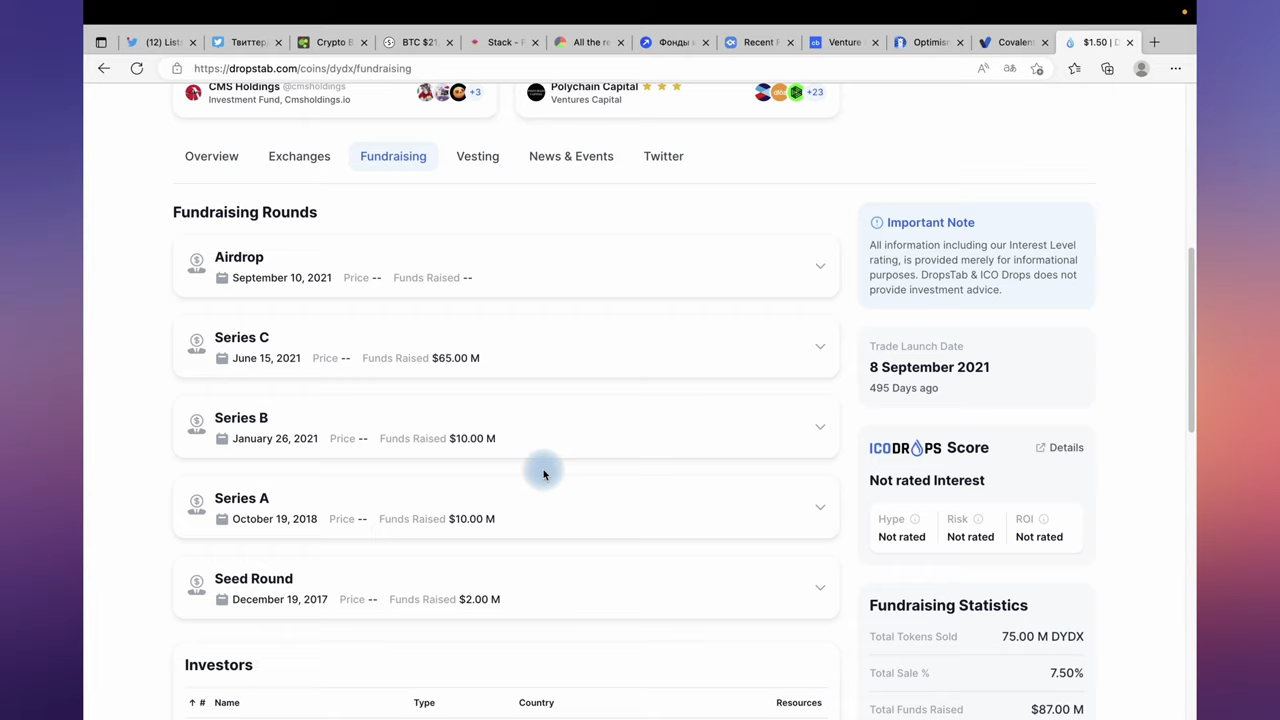 (12) List
Твиттер
Crypto B
BTC $21,
Stack - F
All the re
Фонды и
Recent F
Venture
Optimism
Covalen
$1.50 | D
https://dropstab.com/coins/dydx/fundraising
CMS Holdings @cmsholdings
Investment Fund, Cmsholdings.io
+3
Polychain Capital
Ventures Capital
+23
Overview
Exchanges
Fundraising
Vesting
News & Events
Twitter
Fundraising Rounds
Airdrop
September 10, 2021 Price -- Funds Raised --
Series C
June 15, 2021 Price -- Funds Raised $65.00 M
Series B
January 26, 2021 Price -- Funds Raised $10.00 M
Series A
October 19, 2018 Price -- Funds Raised $10.00 M
Seed Round
December 19, 2017 Price -- Funds Raised $2.00 M
Investors
↑ # Name Type Country Resources
Important Note
All information including our Interest Level
rating, is provided merely for informational
purposes. DropsTab & ICO Drops does not
provide investment advice.
Trade Launch Date
8 September 2021
495 Days ago
ICODROPS Score Details
Not rated Interest
Hype Risk ROI
Not rated Not rated Not rated
Fundraising Statistics
Total Tokens Sold 75.00 M DYDX
Total Sale % 7.50%
Total Funds Raised $87.00 M